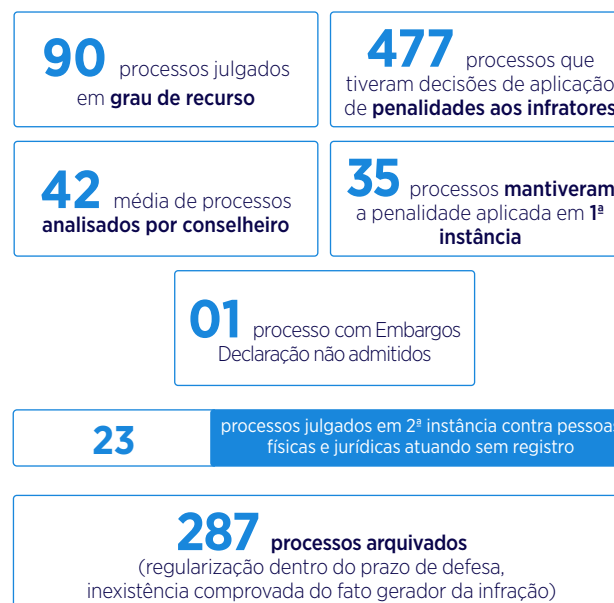 90 processos julgados
em grau de recurso
477 processos que
tiveram decisões de aplicação
de penalidades aos infratores
42 média de processos
analisados por conselheiro
35 processos mantiveram
a penalidade aplicada em 1ª
instância
01 processo com Embargos
Declaração não admitidos
23
processos julgados em 2ª instância contra pessoas
físicas e jurídicas atuando sem registro
287 processos arquivados
(regularização dentro do prazo de defesa,
inexistência comprovada do fato gerador da infração)